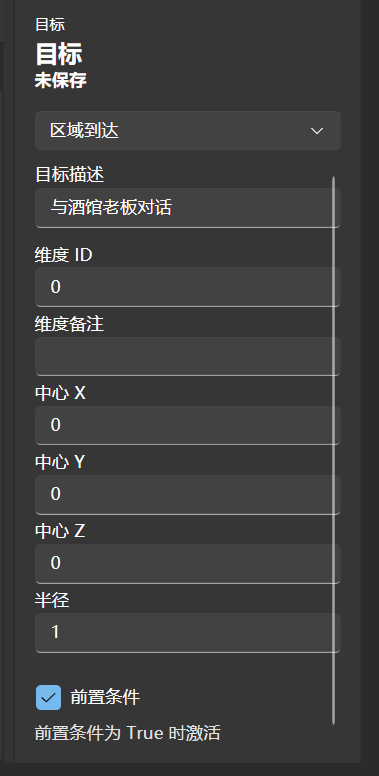 目标
目标
未保存
区域到达
目标描述
与酒馆老板对话
维度 ID
0
维度备注
中心 X
0
中心 Y
0
中心 Z
0
半径
1
前置条件
前置条件为 True 时激活